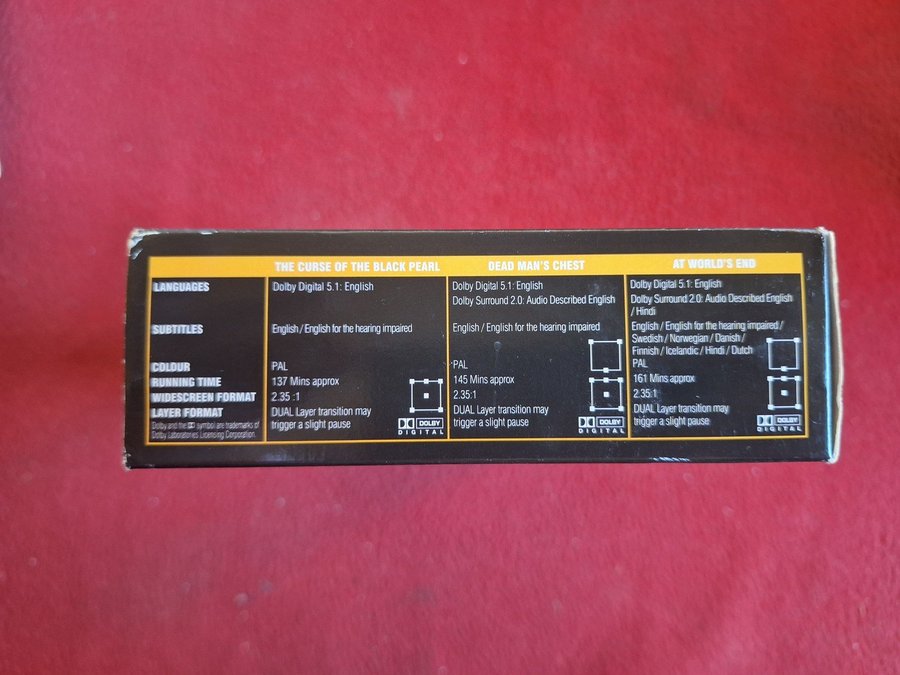 THE CURSE OF THE BLACK PEARL DEAD MAN'S CHEST AT WORLD'S END
LANGUAGES Dolby Digital 5.1: English Dolby Digital 5.1: English Dolby Digital 5.1: English
Dolby Surround 2.0: Audio Described English Dolby Surround 2.0: Audio Described English
/ Hindi
SUBTITLES English / English for the hearing impaired English / English for the hearing impaired English / English for the hearing impaired /
Swedish / Norwegian / Danish /
Finnish / Icelandic / Hindi / Dutch
COLOUR PAL PAL PAL
RUNNING TIME 137 Mins approx 145 Mins approx 161 Mins approx
WIDESCREEN FORMAT 2.35 :1 2.35:1 2.35:1
LAYER FORMAT DUAL Layer transition may DUAL Layer transition may DUAL Layer transition may
trigger a slight pause trigger a slight pause trigger a slight pause
DOLBY DOLBY DOLBY
DIGITAL DIGITAL DIGITAL
Dolby and the symbol are trademarks of
Dolby Laboratories Licensing Corporation.